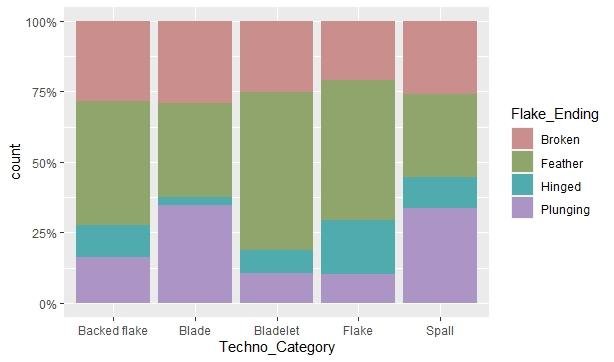 100%
75%
50%
25%
0%
count
Backed flake
Blade
Bladelet
Flake
Spall
Techno_Category
Flake_Ending
Broken
Feather
Hinged
Plunging